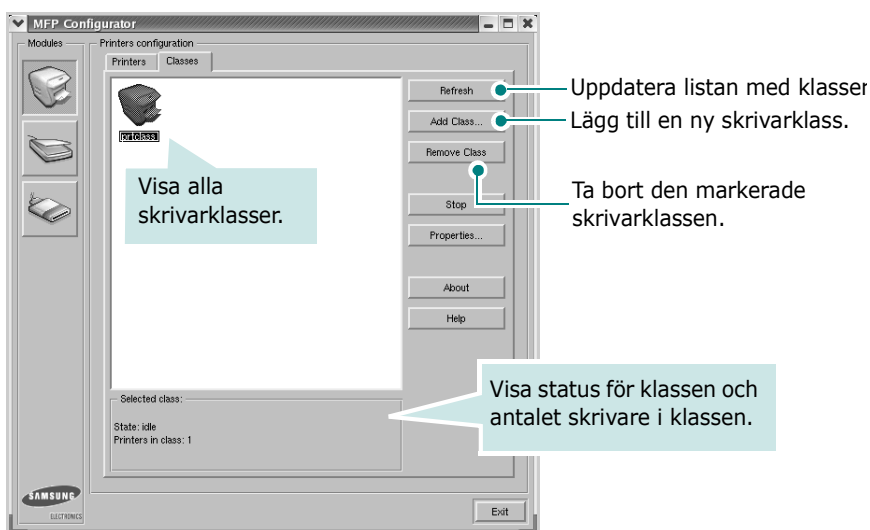 MFP Configurator
Modules
Printers configuration
Printers
Classes
prtclass
Refresh
Add Class...
Remove Class
Stop
Properties...
About
Help
Uppdatera listan med klasser
Lägg till en ny skrivarklass.
Ta bort den markerade
skrivarklassen.
Visa alla
skrivarklasser.
Visa status för klassen och
antalet skrivare i klassen.
Selected class:
State: idle
Printers in class: 1
SAMSUNG
ELECTRONICS
Exit